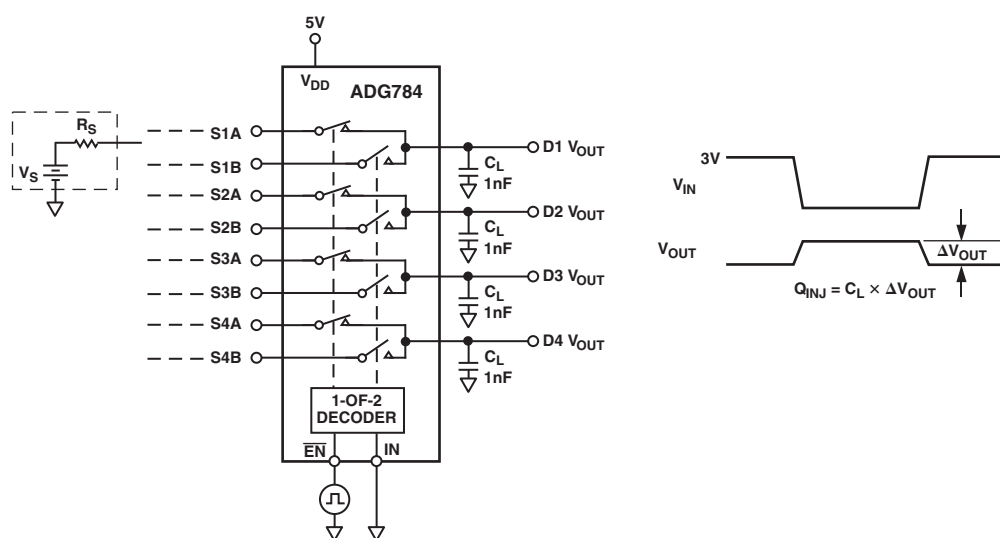 5V
VDD
ADG784
RS
VS
S1A
S1B
S2A
S2B
S3A
S3B
S4A
S4B
D1 VOUT
CL
1nF
D2 VOUT
CL
1nF
D3 VOUT
CL
1nF
D4 VOUT
CL
1nF
1-OF-2
DECODER
EN
IN
3V
VIN
VOUT
ΔVOUT
QINJ = CL × ΔVOUT